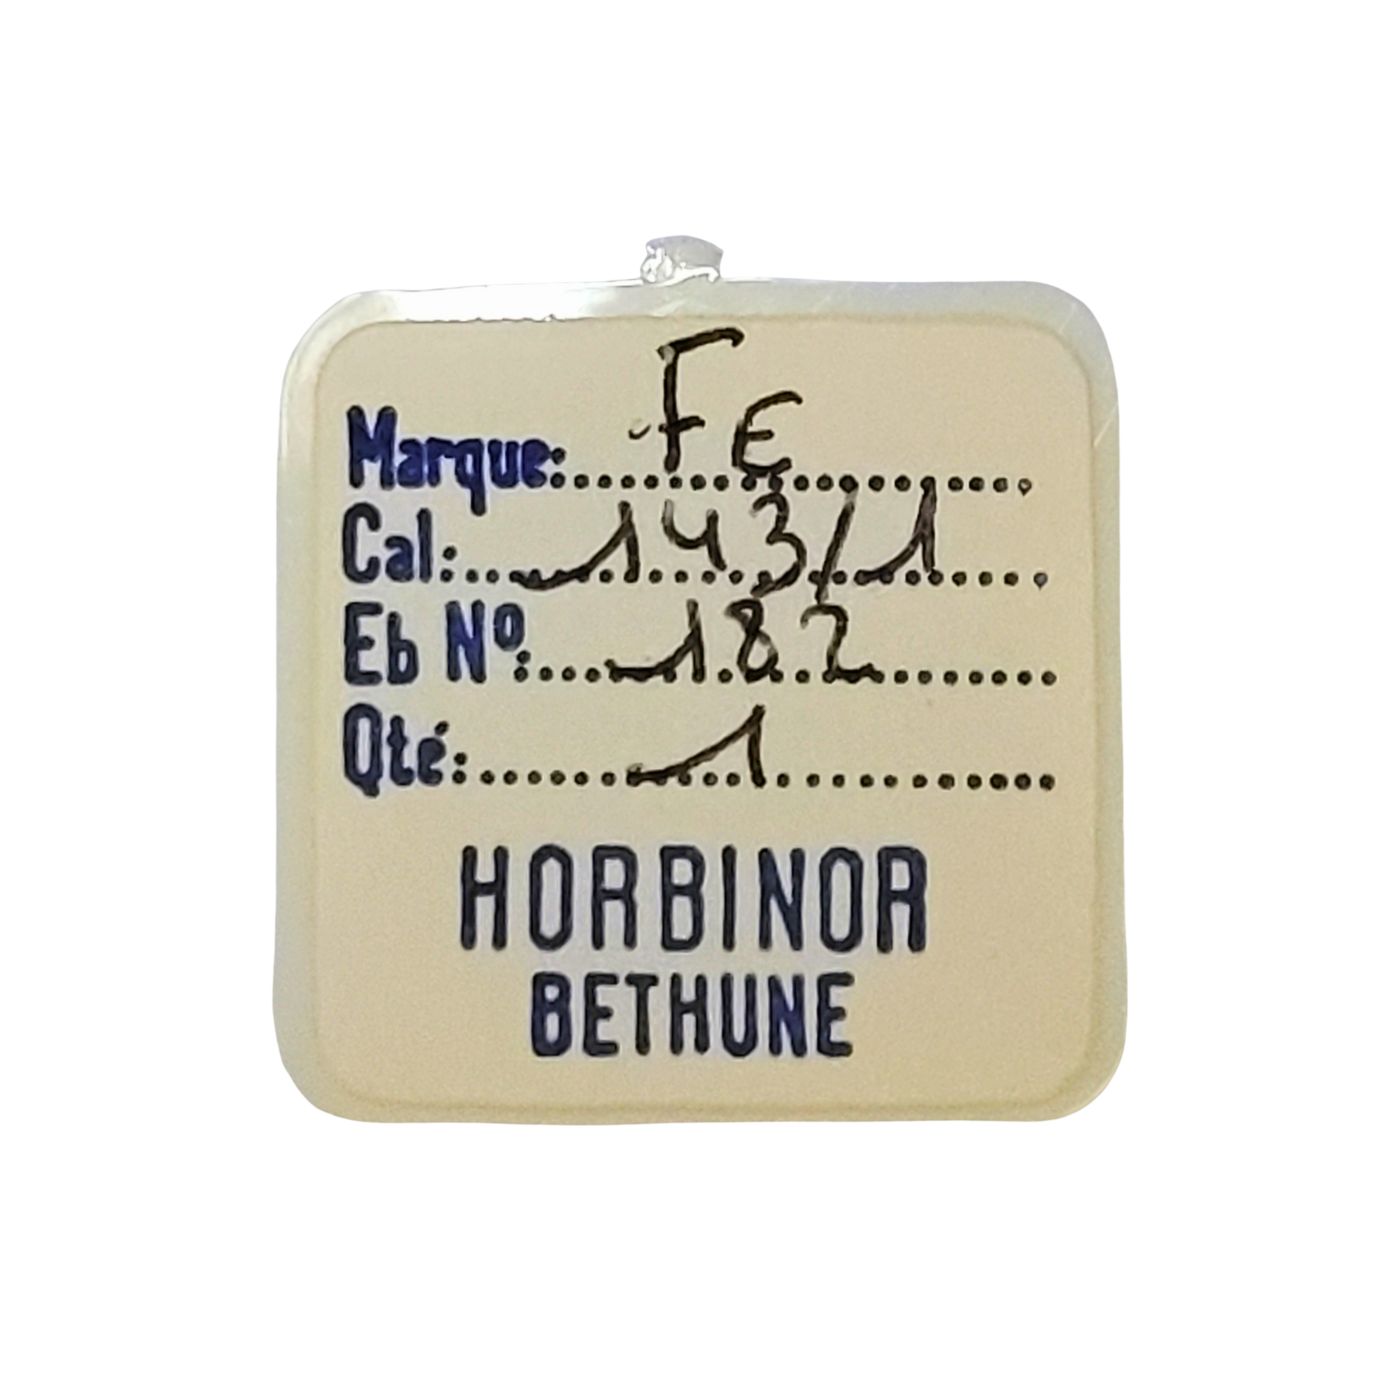 Marque: FE
Cal: 143/1
Eb Nº: 182
Qté: 1
HORBINOR
BETHUNE